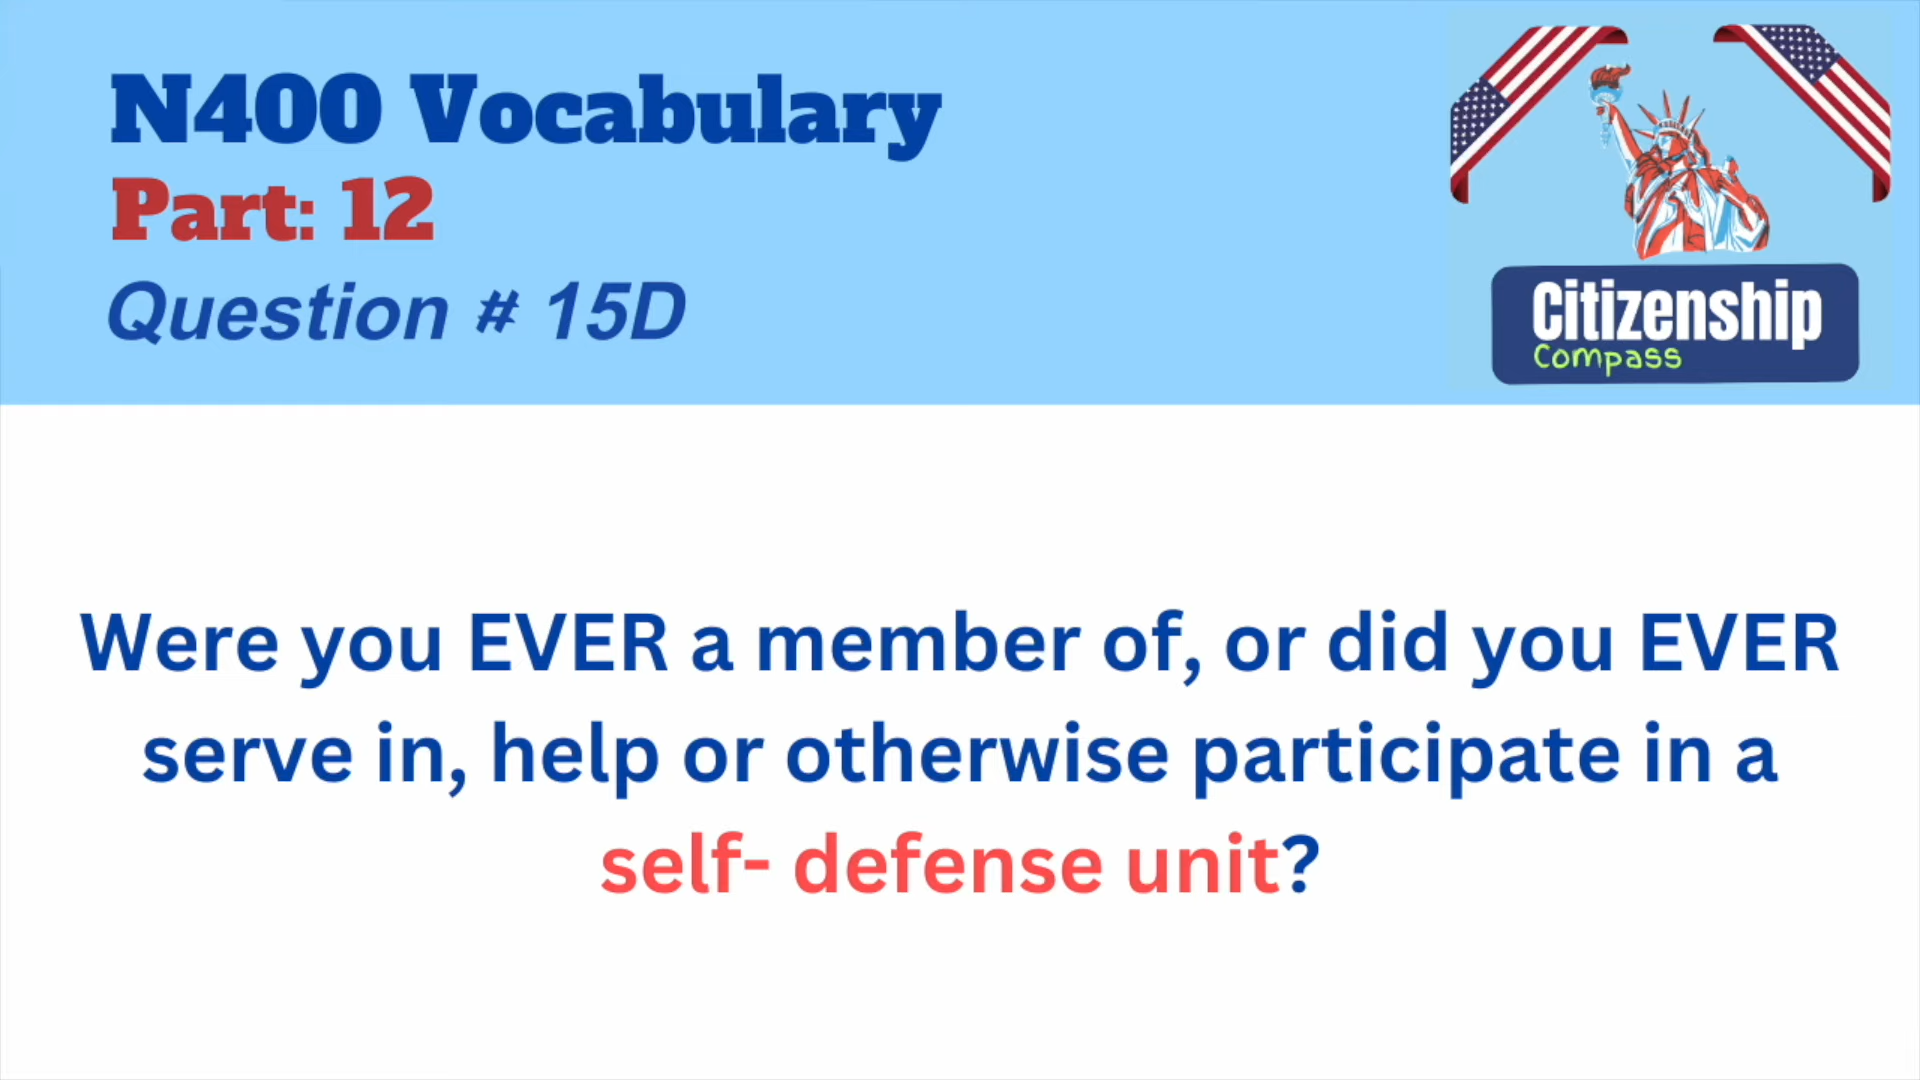 N400 Vocabulary
Part: 12
Question # 15D
Citizenship
Compass
Were you EVER a member of, or did you EVER
serve in, help or otherwise participate in a
self- defense unit?